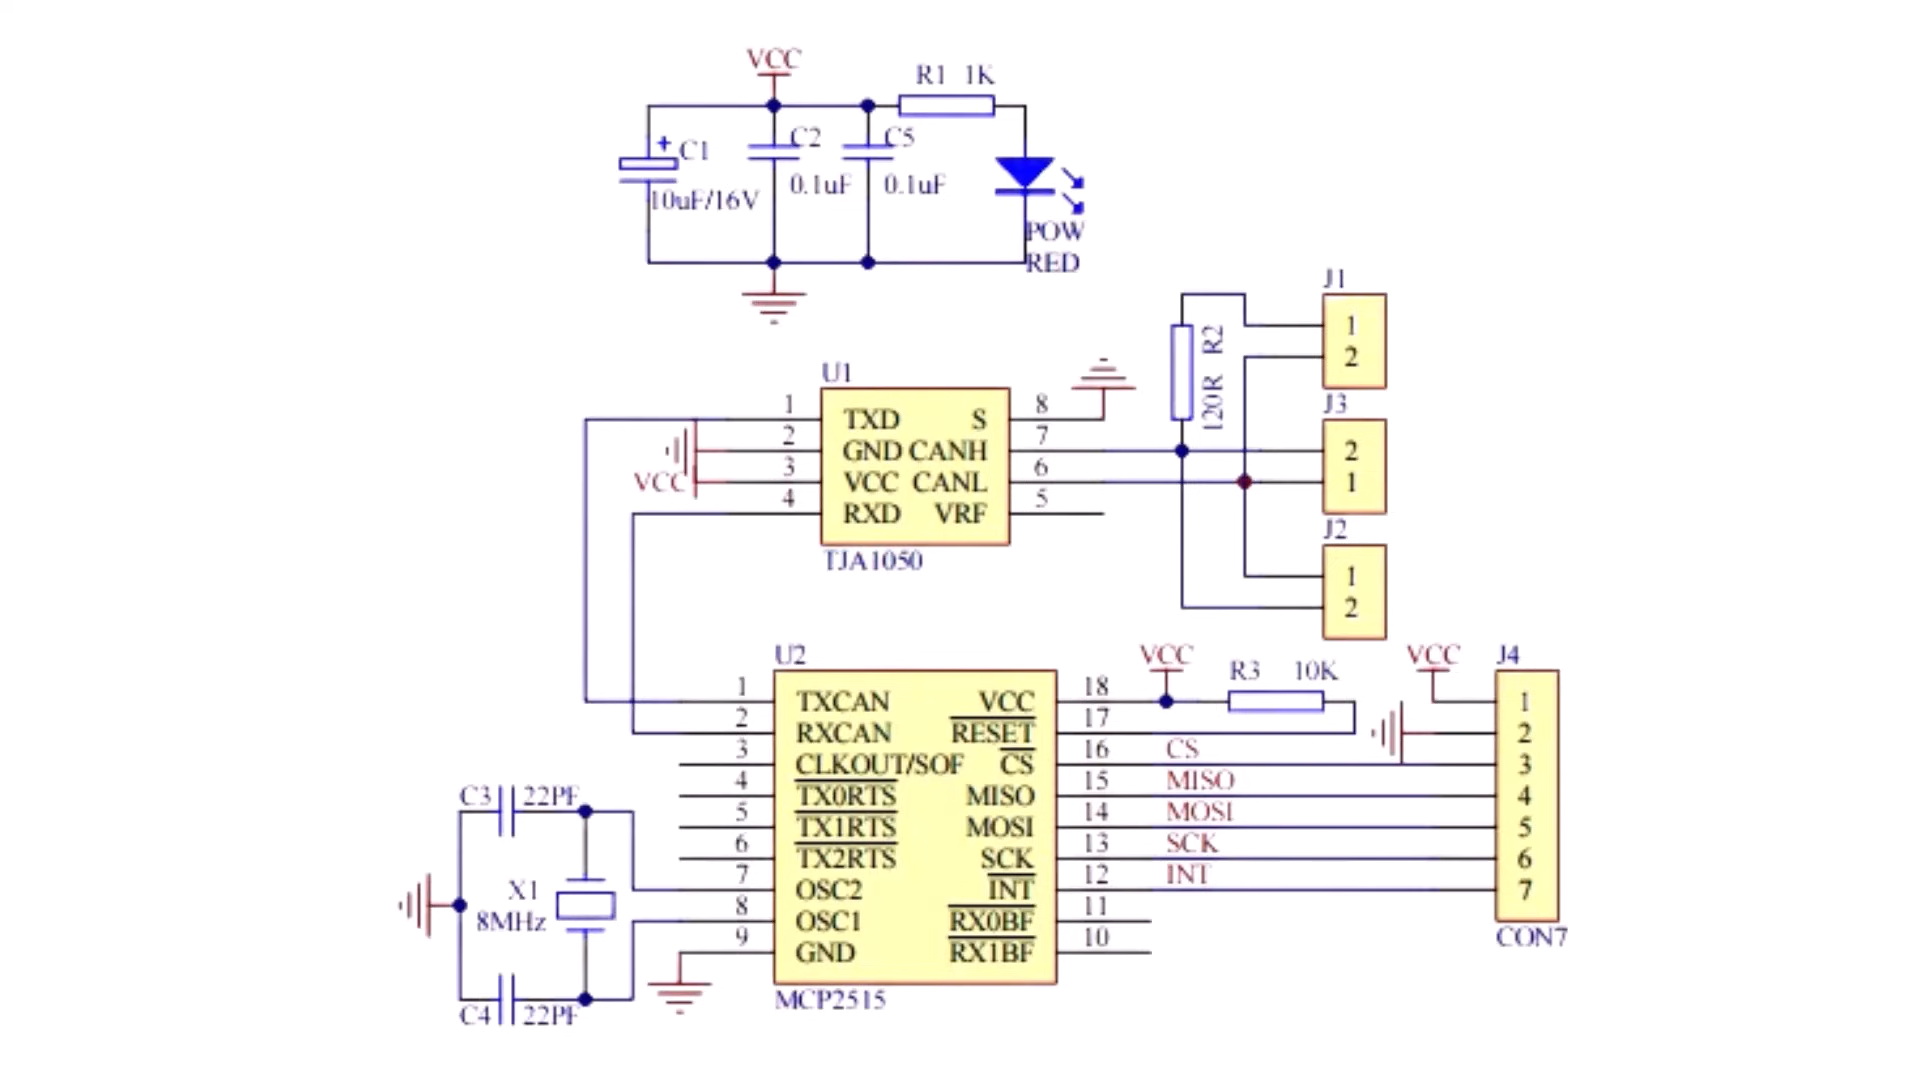 VCC
R1 1K
+ C1
10uF/16V
C2
0.1uF
C5
0.1uF
POW
RED
J1
1
2
R2
120R
J3
2
1
J2
1
2
U1
1 TXD S 8
2 GND CANH 7
3 VCC CANL 6
4 RXD VRF 5
VCC
TJA1050
U2
1 TXCAN VCC 18
2 RXCAN RESET 17
3 CLKOUT/SOF CS 16
4 TX0RTS MISO 15
5 TX1RTS MOSI 14
6 TX2RTS SCK 13
7 OSC2 INT 12
8 OSC1 RX0BF 11
9 GND RX1BF 10
MCP2515
VCC
R3 10K
CS
MISO
MOSI
SCK
INT
VCC
J4
1
2
3
4
5
6
7
CON7
C3 22PF
X1
8MHz
C4 22PF